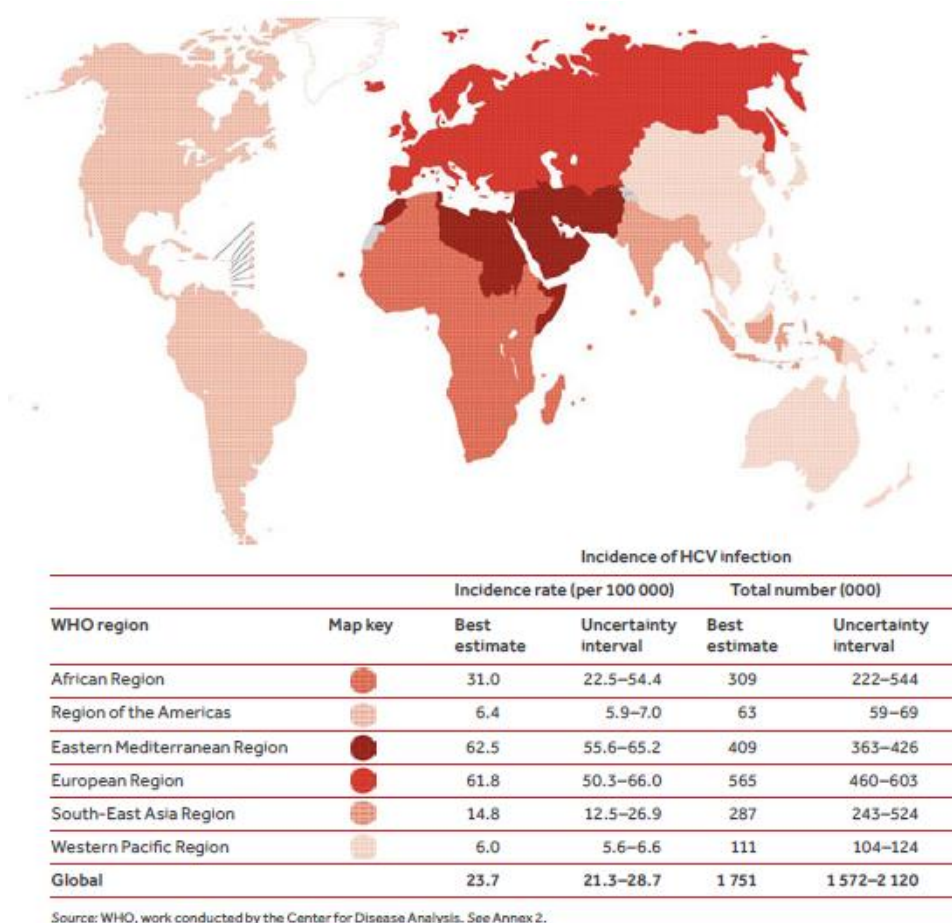 Incidence of HCV infection
Incidence rate (per 100 000) Total number (000)
WHO region Map key Best estimate Uncertainty interval Best estimate Uncertainty interval
African Region 31.0 22.5–54.4 309 222–544
Region of the Americas 6.4 5.9–7.0 63 59–69
Eastern Mediterranean Region 62.5 55.6–65.2 409 363–426
European Region 61.8 50.3–66.0 565 460–603
South-East Asia Region 14.8 12.5–26.9 287 243–524
Western Pacific Region 6.0 5.6–6.6 111 104–124
Global 23.7 21.3–28.7 1 751 1 572–2 120
Source: WHO, work conducted by the Center for Disease Analysis. See Annex 2.